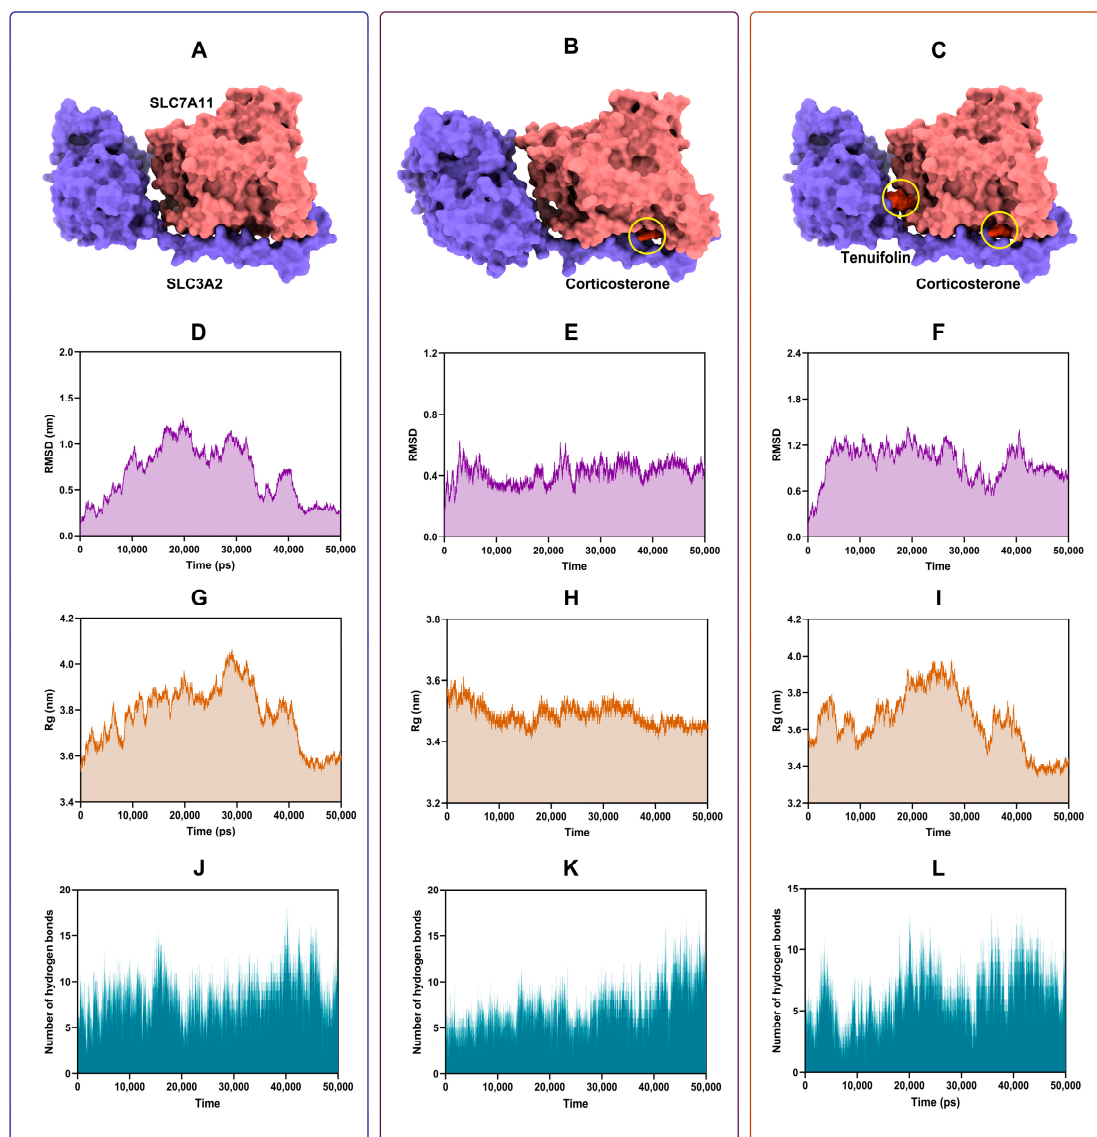 A
SLC7A11
SLC3A2
B
Corticosterone
C
Tenuifolin
Corticosterone
D
RMSD (nm)
2.0
1.5
1.0
0.5
0.0
0 10,000 20,000 30,000 40,000 50,000
Time (ps)
E
RMSD
1.2
0.8
0.4
0.0
0 10,000 20,000 30,000 40,000 50,000
Time
F
RMSD
2.4
1.8
1.2
0.6
0.0
0 10,000 20,000 30,000 40,000 50,000
Time
G
Rg (nm)
4.2
4.0
3.8
3.6
3.4
0 10,000 20,000 30,000 40,000 50,000
Time (ps)
H
Rg (nm)
3.8
3.6
3.4
3.2
0 10,000 20,000 30,000 40,000 50,000
Time
I
Rg (nm)
4.2
4.0
3.8
3.6
3.4
3.2
0 10,000 20,000 30,000 40,000 50,000
Time
J
Number of hydrogen bonds
20
15
10
5
0
0 10,000 20,000 30,000 40,000 50,000
Time
K
Number of hydrogen bonds
20
15
10
5
0
0 10,000 20,000 30,000 40,000 50,000
Time
L
Number of hydrogen bonds
15
10
5
0
0 10,000 20,000 30,000 40,000 50,000
Time (ps)